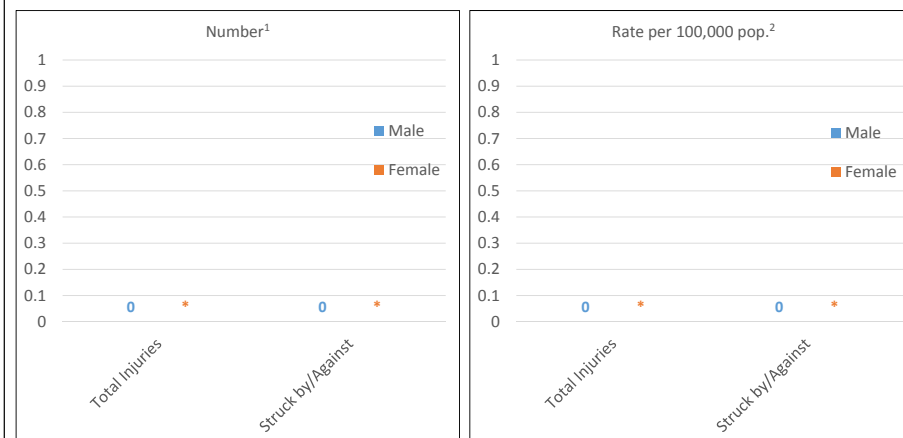 Number¹
1
0.9
0.8
0.7
0.6
0.5
0.4
0.3
0.2
0.1
0
Male
Female
0 * 0 *
Total Injuries
Struck by/Against
Rate per 100,000 pop.²
1
0.9
0.8
0.7
0.6
0.5
0.4
0.3
0.2
0.1
0
Male
Female
0 * 0 *
Total Injuries
Struck by/Against